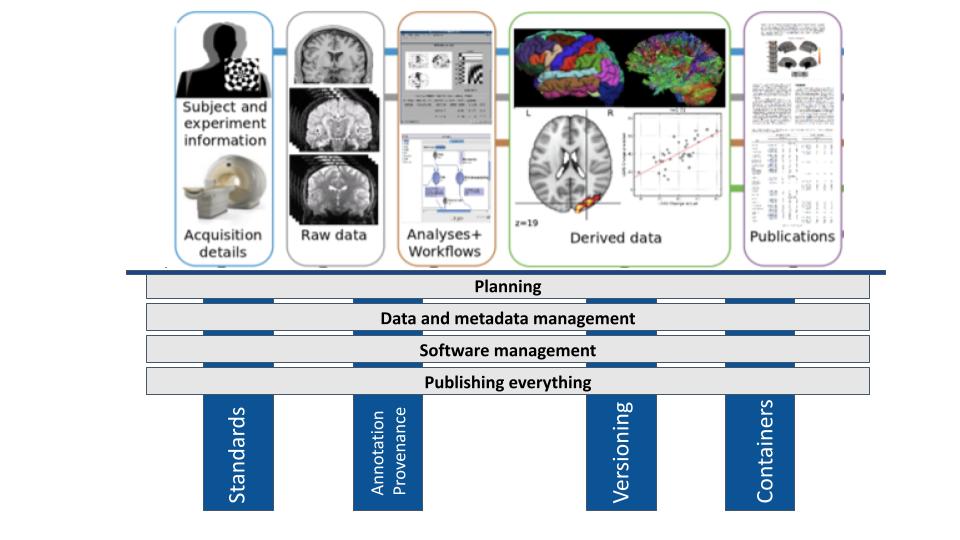 Subject and
experiment
information
Acquisition
details
Raw data
Analyses+
Workflows
L
R
z=19
Derived data
Publications
Planning
Data and metadata management
Software management
Publishing everything
Standards
Annotation
Provenance
Versioning
Containers